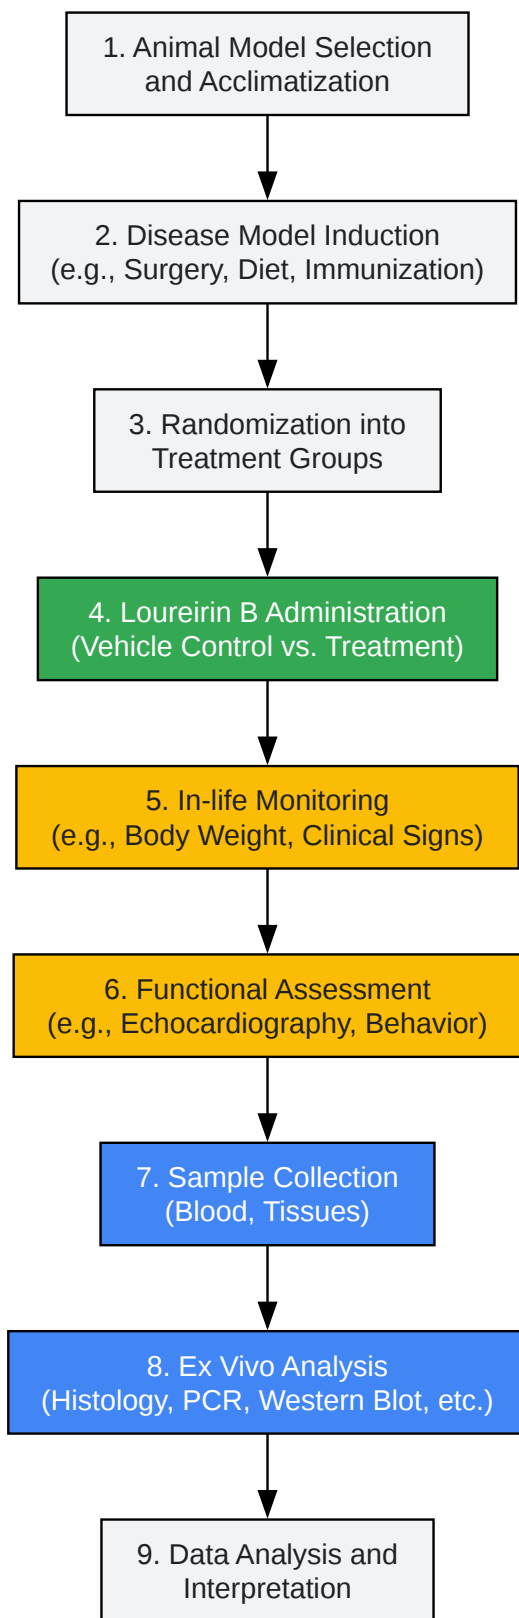 1. Animal Model Selection
and Acclimatization
2. Disease Model Induction
(e.g., Surgery, Diet, Immunization)
3. Randomization into
Treatment Groups
4. Loureirin B Administration
(Vehicle Control vs. Treatment)
5. In-life Monitoring
(e.g., Body Weight, Clinical Signs)
6. Functional Assessment
(e.g., Echocardiography, Behavior)
7. Sample Collection
(Blood, Tissues)
8. Ex Vivo Analysis
(Histology, PCR, Western Blot, etc.)
9. Data Analysis and
Interpretation